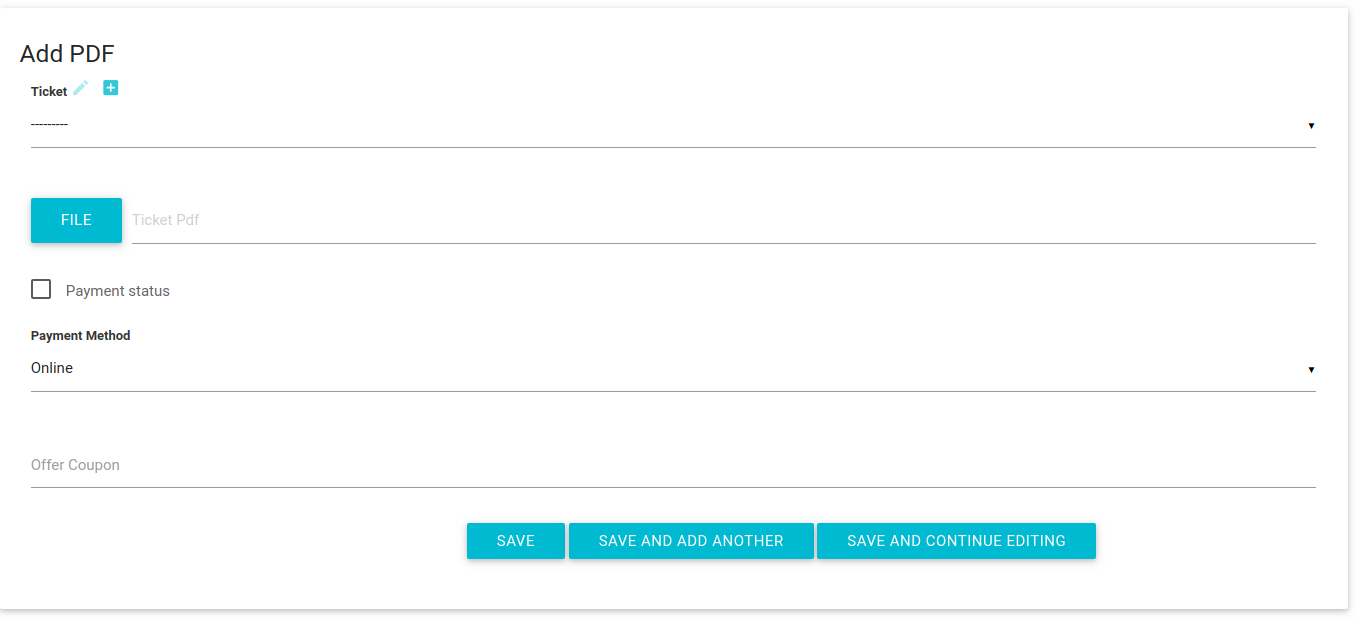 Add PDF
Ticket
---------
FILE Ticket Pdf
Payment status
Payment Method
Online
Offer Coupon
SAVE SAVE AND ADD ANOTHER SAVE AND CONTINUE EDITING